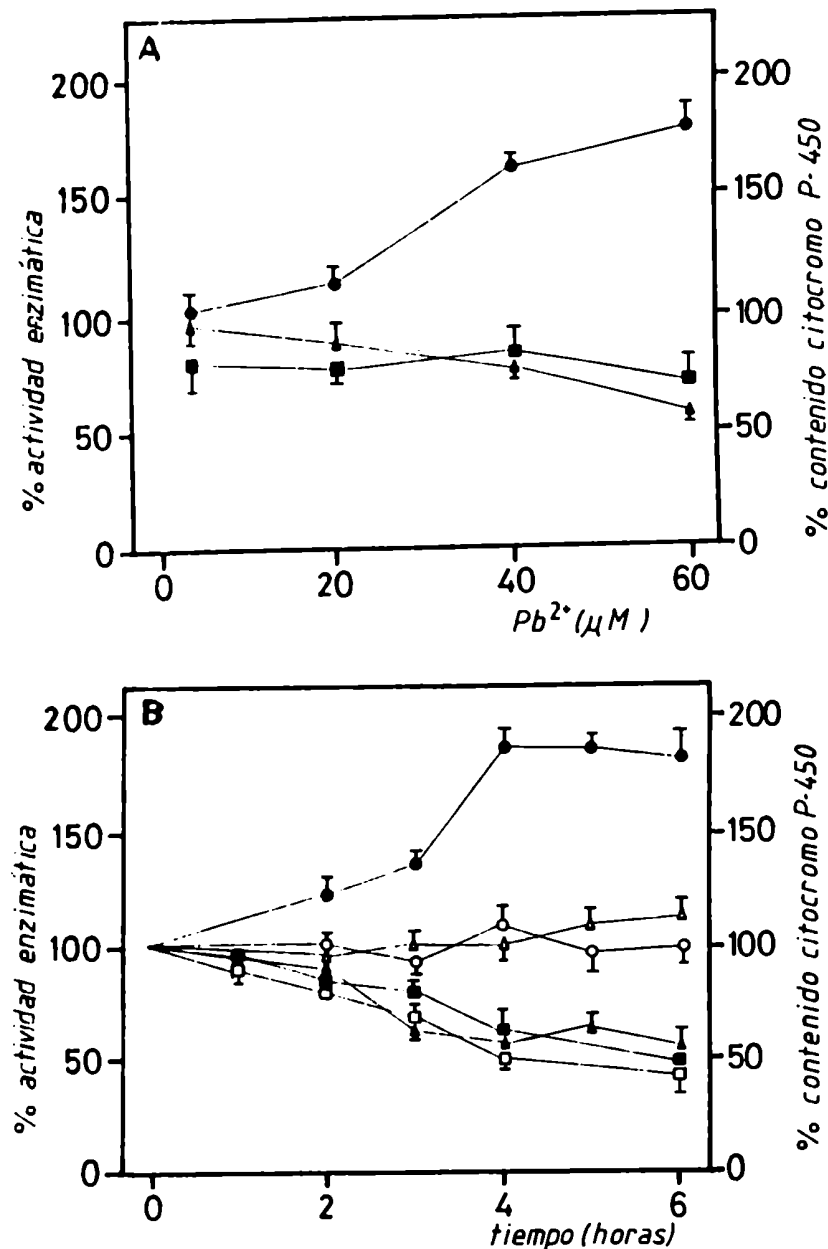 A
200
150
100
50
0
% actividad enzimática
200
150
100
50
0
% contenido citocromo P-450
0 20 40 60
Pb²⁺ (μM)
B
200
150
100
50
0
% actividad enzimática
200
150
100
50
0
% contenido citocromo P-450
0 2 4 6
tiempo (horas)